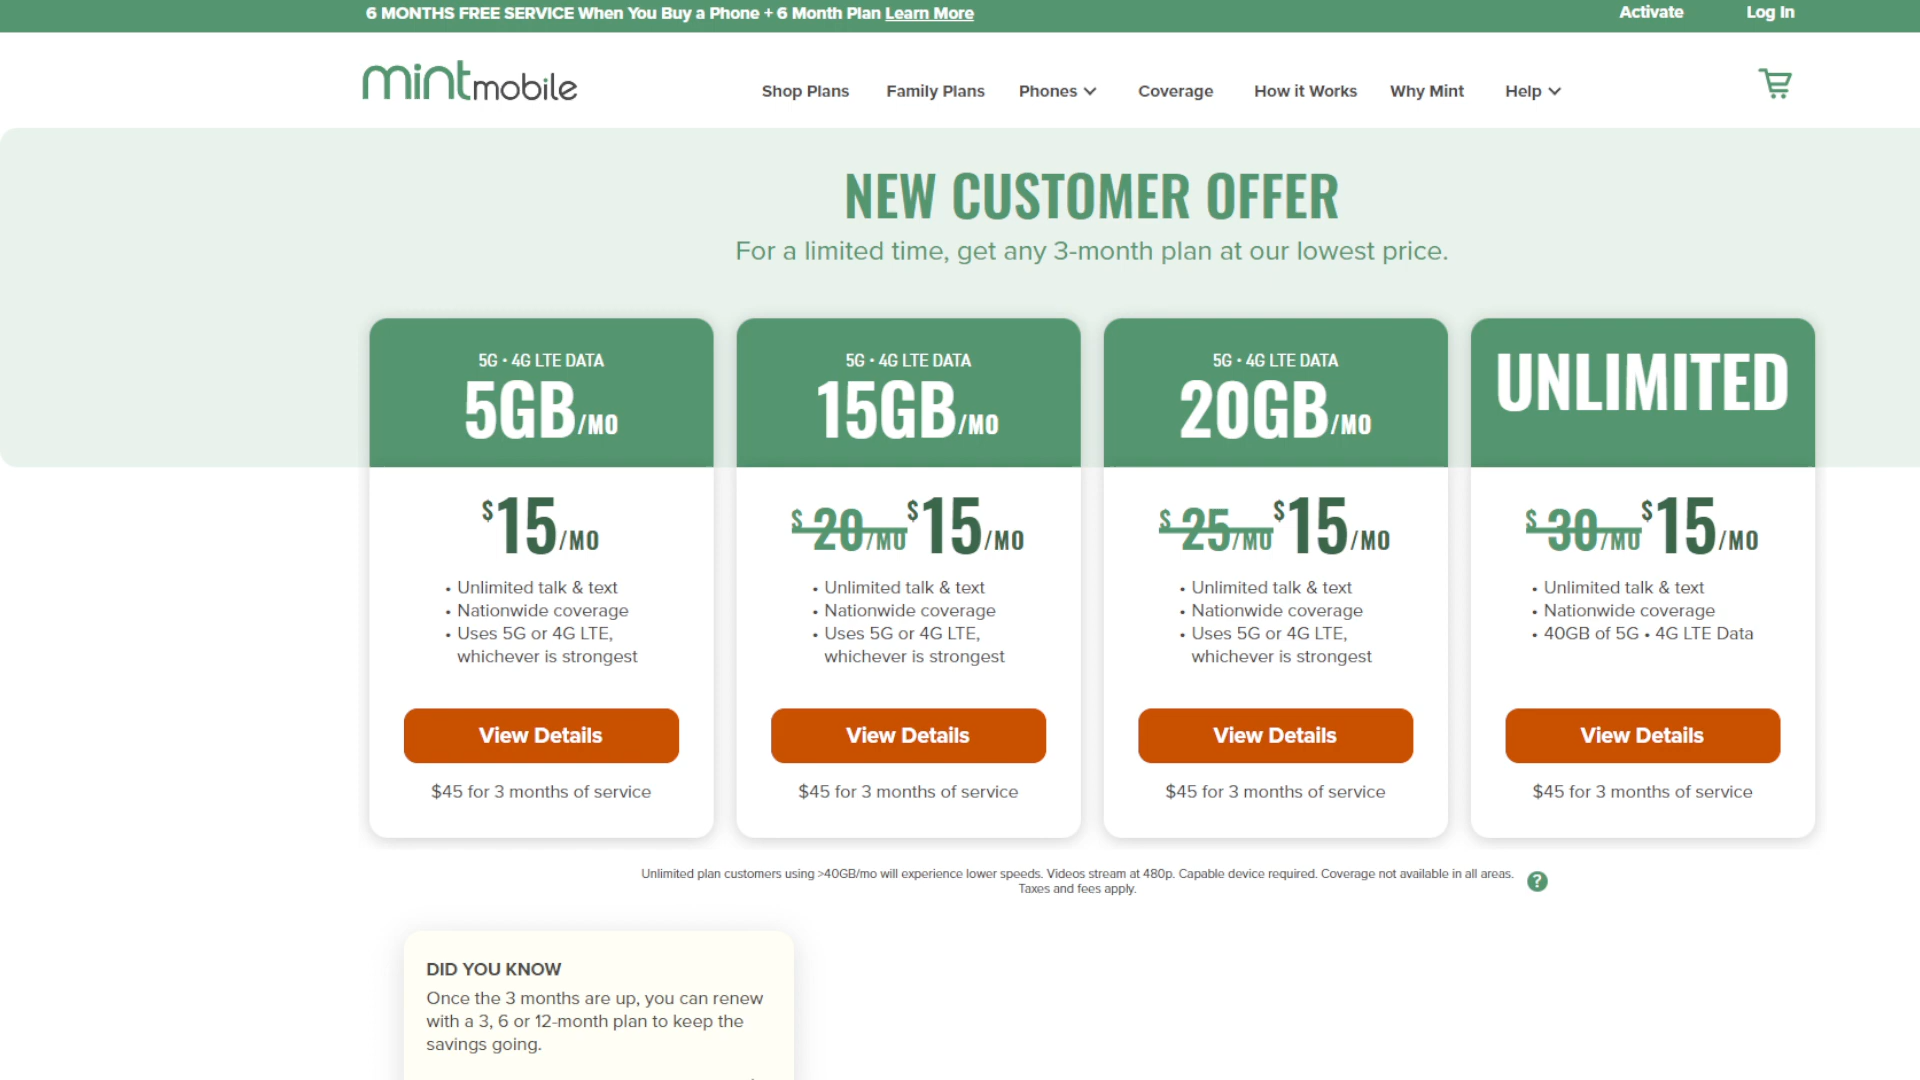 6 MONTHS FREE SERVICE When You Buy a Phone + 6 Month Plan Learn More
Activate
Log In
mintmobile
Shop Plans
Family Plans
Phones
Coverage
How it Works
Why Mint
Help
NEW CUSTOMER OFFER
For a limited time, get any 3-month plan at our lowest price.
5G • 4G LTE DATA
5GB/MO
$15/MO
• Unlimited talk & text
• Nationwide coverage
• Uses 5G or 4G LTE,
whichever is strongest
View Details
$45 for 3 months of service
5G • 4G LTE DATA
15GB/MO
$20/MO $15/MO
• Unlimited talk & text
• Nationwide coverage
• Uses 5G or 4G LTE,
whichever is strongest
View Details
$45 for 3 months of service
5G • 4G LTE DATA
20GB/MO
$25/MO $15/MO
• Unlimited talk & text
• Nationwide coverage
• Uses 5G or 4G LTE,
whichever is strongest
View Details
$45 for 3 months of service
UNLIMITED
$30/MO $15/MO
• Unlimited talk & text
• Nationwide coverage
• 40GB of 5G • 4G LTE Data
View Details
$45 for 3 months of service
Unlimited plan customers using >40GB/mo will experience lower speeds. Videos stream at 480p. Capable device required. Coverage not available in all areas.
Taxes and fees apply.
?
DID YOU KNOW
Once the 3 months are up, you can renew
with a 3, 6 or 12-month plan to keep the
savings going.